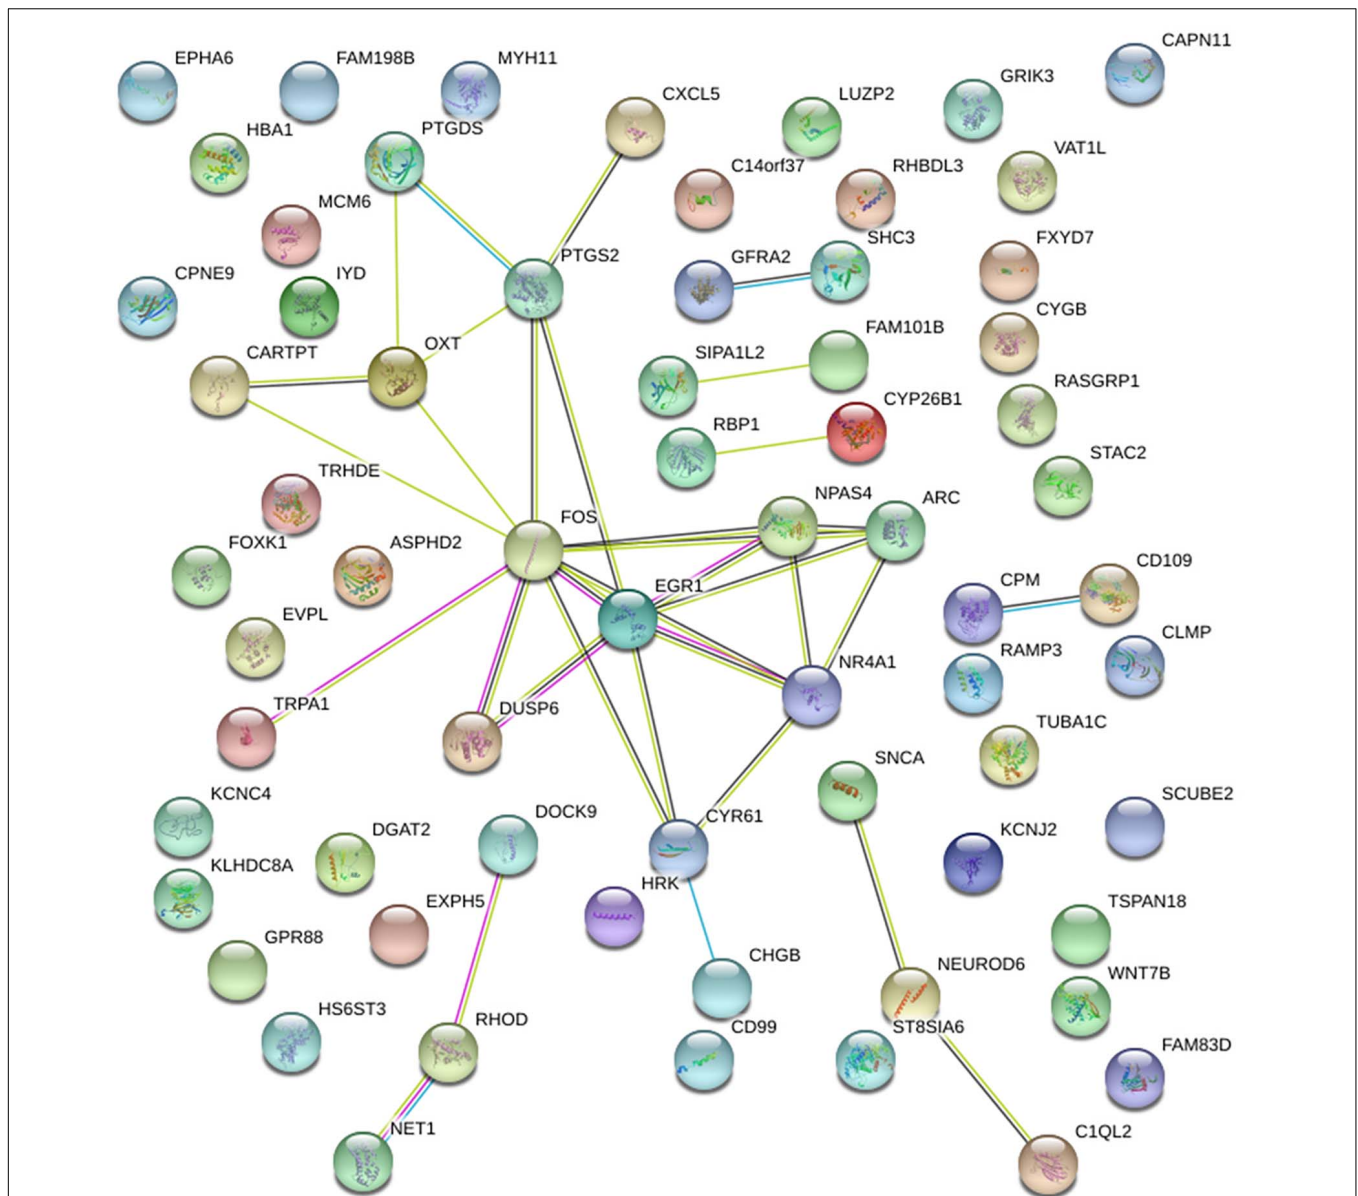 CAPN11
EPHA6
FAM198B
MYH11
GRIK3
CXCL5
LUZP2
HBA1
PTGDS
VAT1L
C14orf37
RHBDL3
MCM6
SHC3
FXYD7
PTGS2
GFRA2
CPNE9
IYD
CYGB
FAM101B
OXT
CARTPT
SIPA1L2
RASGRP1
CYP26B1
RBP1
STAC2
TRHDE
NPAS4
ARC
FOS
FOXK1
ASPHD2
CD109
CPM
EGR1
EVPL
CLMP
RAMP3
NR4A1
TRPA1
DUSP6
TUBA1C
SNCA
KCNC4
SCUBE2
DOCK9
CYR61
DGAT2
KCNJ2
KLHDC8A
HRK
EXPH5
TSPAN18
GPR88
CHGB
NEUROD6
WNT7B
HS6ST3
RHOD
CD99
ST8SIA6
FAM83D
NET1
C1QL2